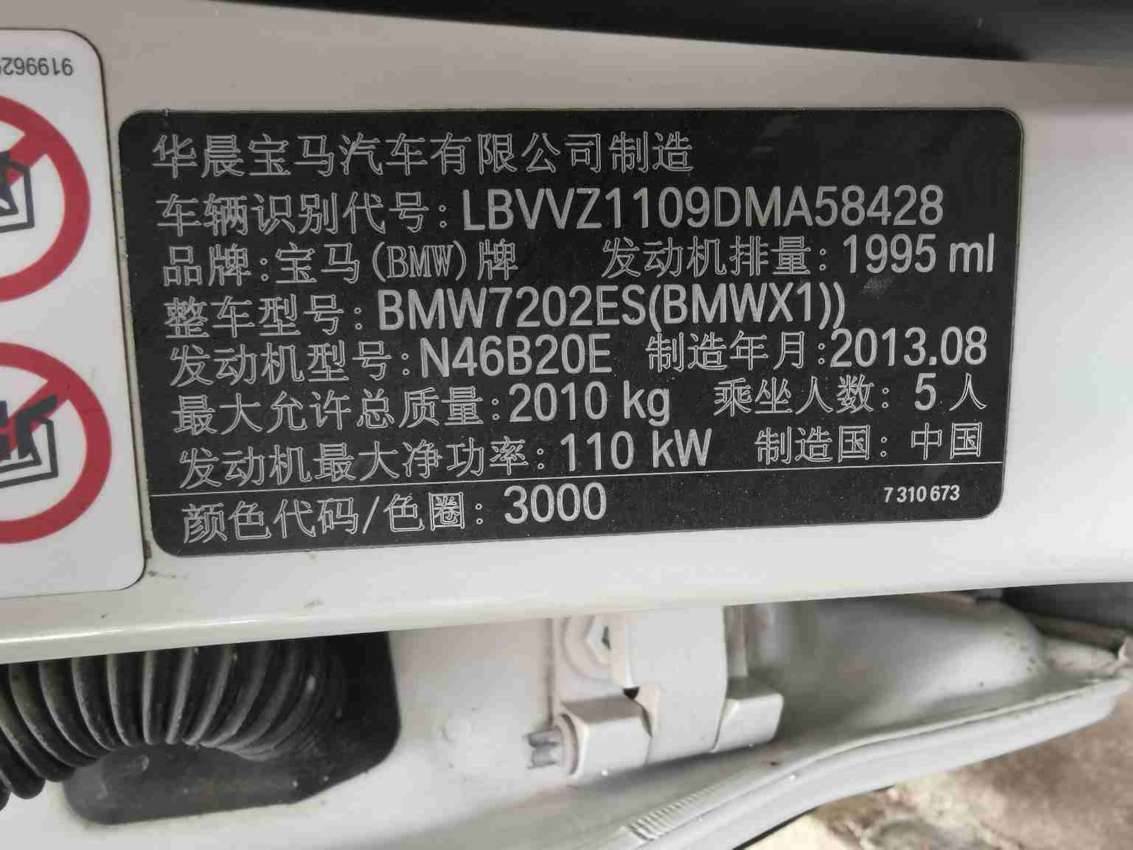 919962
华晨宝马汽车有限公司制造
车辆识别代号: LBVVZ1109DMA58428
品牌:宝马(BMW)牌 发动机排量: 1995 ml
整车型号: BMW7202ES(BMWX1))
发动机型号: N46B20E 制造年月:2013.08
最大允许总质量: 2010 kg 乘坐人数: 5 人
发动机最大净功率: 110 kW 制造国: 中国
颜色代码/色圈: 3000 7 310 673